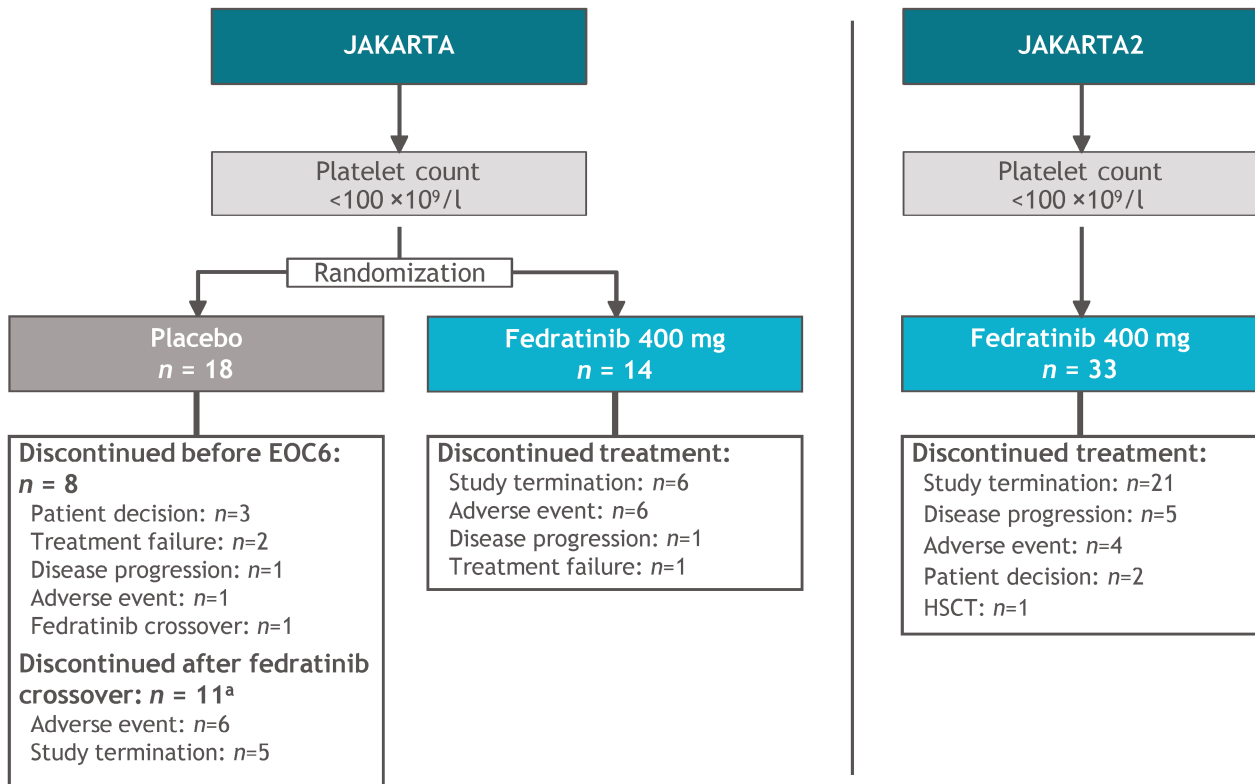 JAKARTA
Platelet count
<100 ×10⁹/l
Randomization
Placebo
n = 18
Fedratinib 400 mg
n = 14
Discontinued before EOC6:
n = 8
Patient decision: n=3
Treatment failure: n=2
Disease progression: n=1
Adverse event: n=1
Fedratinib crossover: n=1
Discontinued after fedratinib
crossover: n = 11ᵃ
Adverse event: n=6
Study termination: n=5
Discontinued treatment:
Study termination: n=6
Adverse event: n=6
Disease progression: n=1
Treatment failure: n=1
JAKARTA2
Platelet count
<100 ×10⁹/l
Fedratinib 400 mg
n = 33
Discontinued treatment:
Study termination: n=21
Disease progression: n=5
Adverse event: n=4
Patient decision: n=2
HSCT: n=1